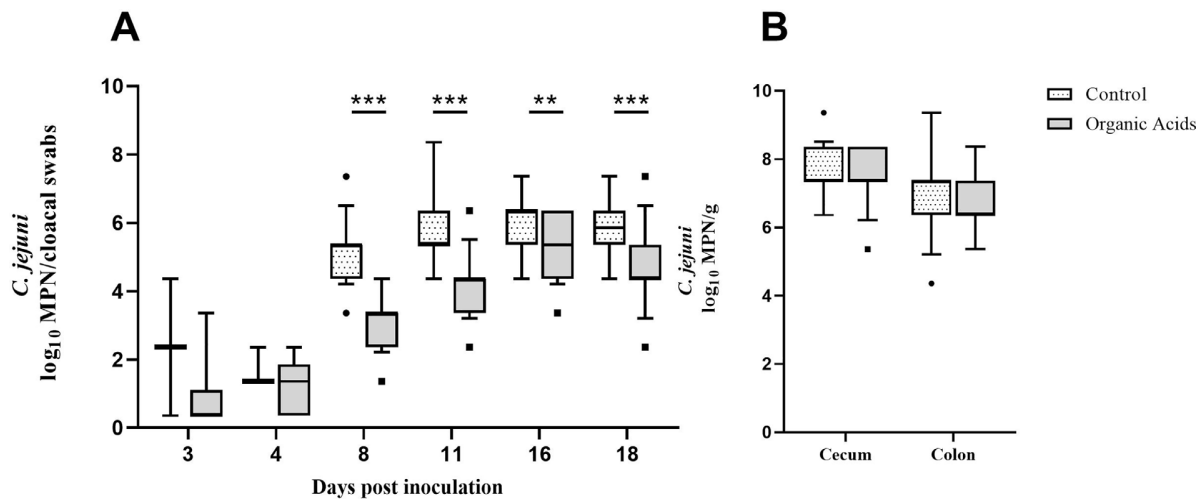 A
B
C. jejuni
log10 MPN/cloacal swabs
10
8
6
4
2
0
*** *** ** ***
3 4 8 11 16 18
Days post inoculation
C. jejuni
log10 MPN/g
10
8
6
4
2
0
Cecum Colon
Control
Organic Acids